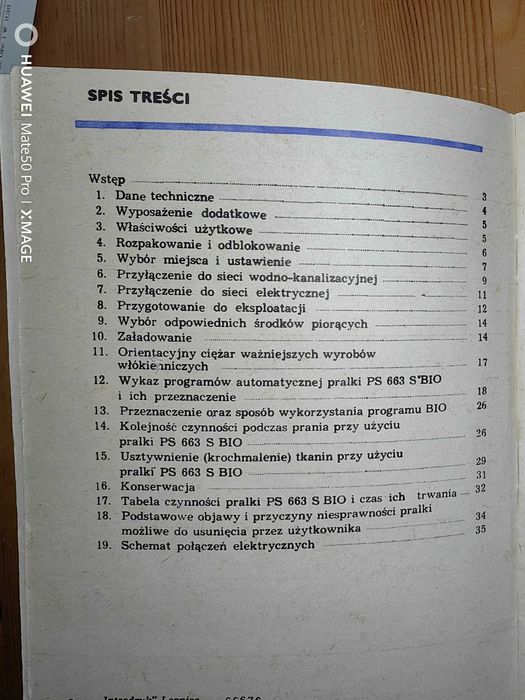 HUAWEI Mate50 Pro | XMAGE
SPIS TREŚCI
Wstęp 3
1. Dane techniczne 4
2. Wyposażenie dodatkowe 5
3. Właściwości użytkowe 5
4. Rozpakowanie i odblokowanie 6
5. Wybór miejsca i ustawienie 7
6. Przyłączenie do sieci wodno-kanalizacyjnej 9
7. Przyłączenie do sieci elektrycznej 11
8. Przygotowanie do eksploatacji 12
9. Wybór odpowiednich środków piorących 14
10. Załadowanie 14
11. Orientacyjny ciężar ważniejszych wyrobów
włókienniczych 17
12. Wykaz programów automatycznej pralki PS 663 S BIO
i ich przeznaczenie 18
13. Przeznaczenie oraz sposób wykorzystania programu BIO 26
14. Kolejność czynności podczas prania przy użyciu
pralki PS 663 S BIO 26
15. Usztywnienie (krochmalenie) tkanin przy użyciu
pralki PS 663 S BIO 29
16. Konserwacja 31
17. Tabela czynności pralki PS 663 S BIO i czas ich trwania 32
18. Podstawowe objawy i przyczyny niesprawności pralki
możliwe do usunięcia przez użytkownika 34
19. Schemat połączeń elektrycznych 35